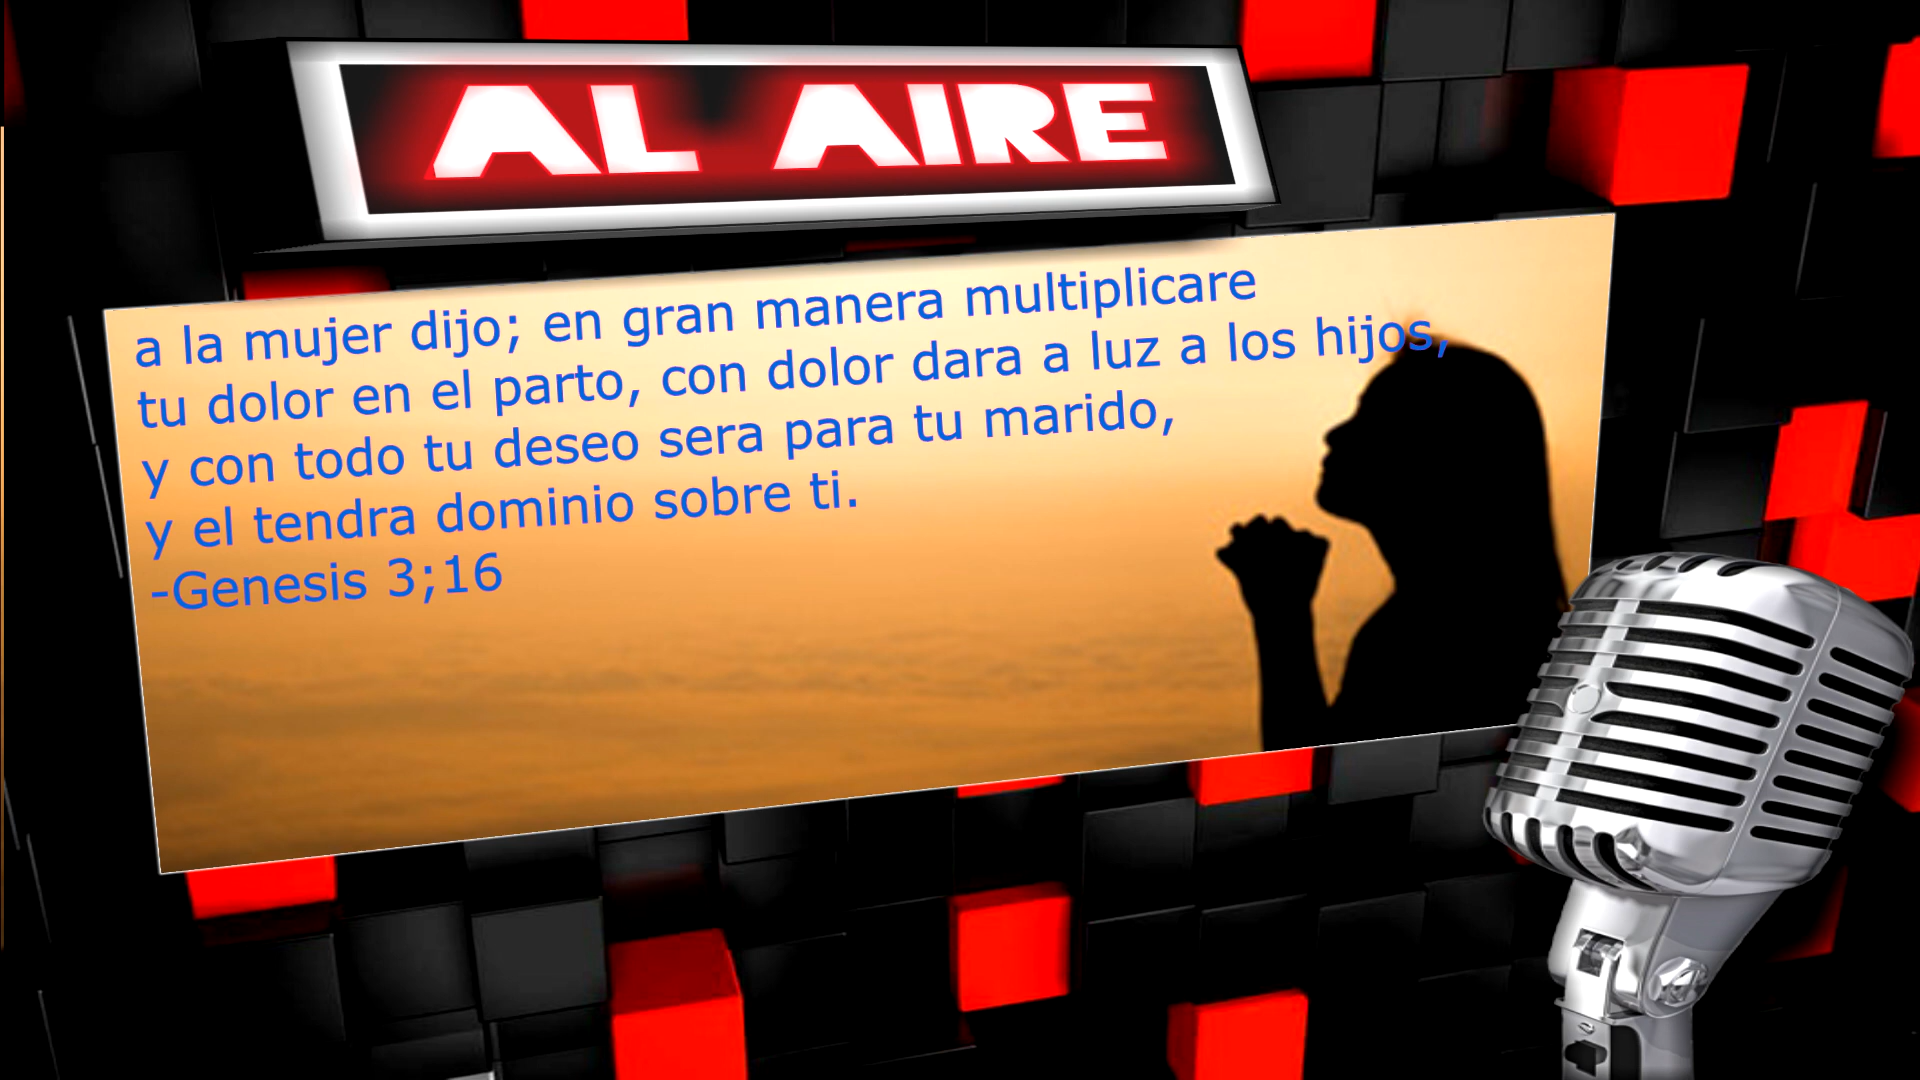 AL AIRE
a la mujer dijo; en gran manera multiplicare
tu dolor en el parto, con dolor dara a luz a los hijos,
y con todo tu deseo sera para tu marido,
y el tendra dominio sobre ti.
-Genesis 3;16